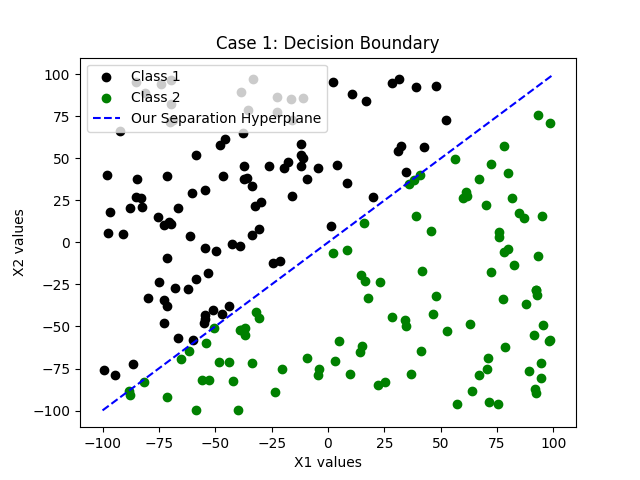 Case 1: Decision Boundary
Class 1
Class 2
Our Separation Hyperplane
100
75
50
25
0
−25
−50
−75
−100
X2 values
−100 −75 −50 −25 0 25 50 75 100
X1 values